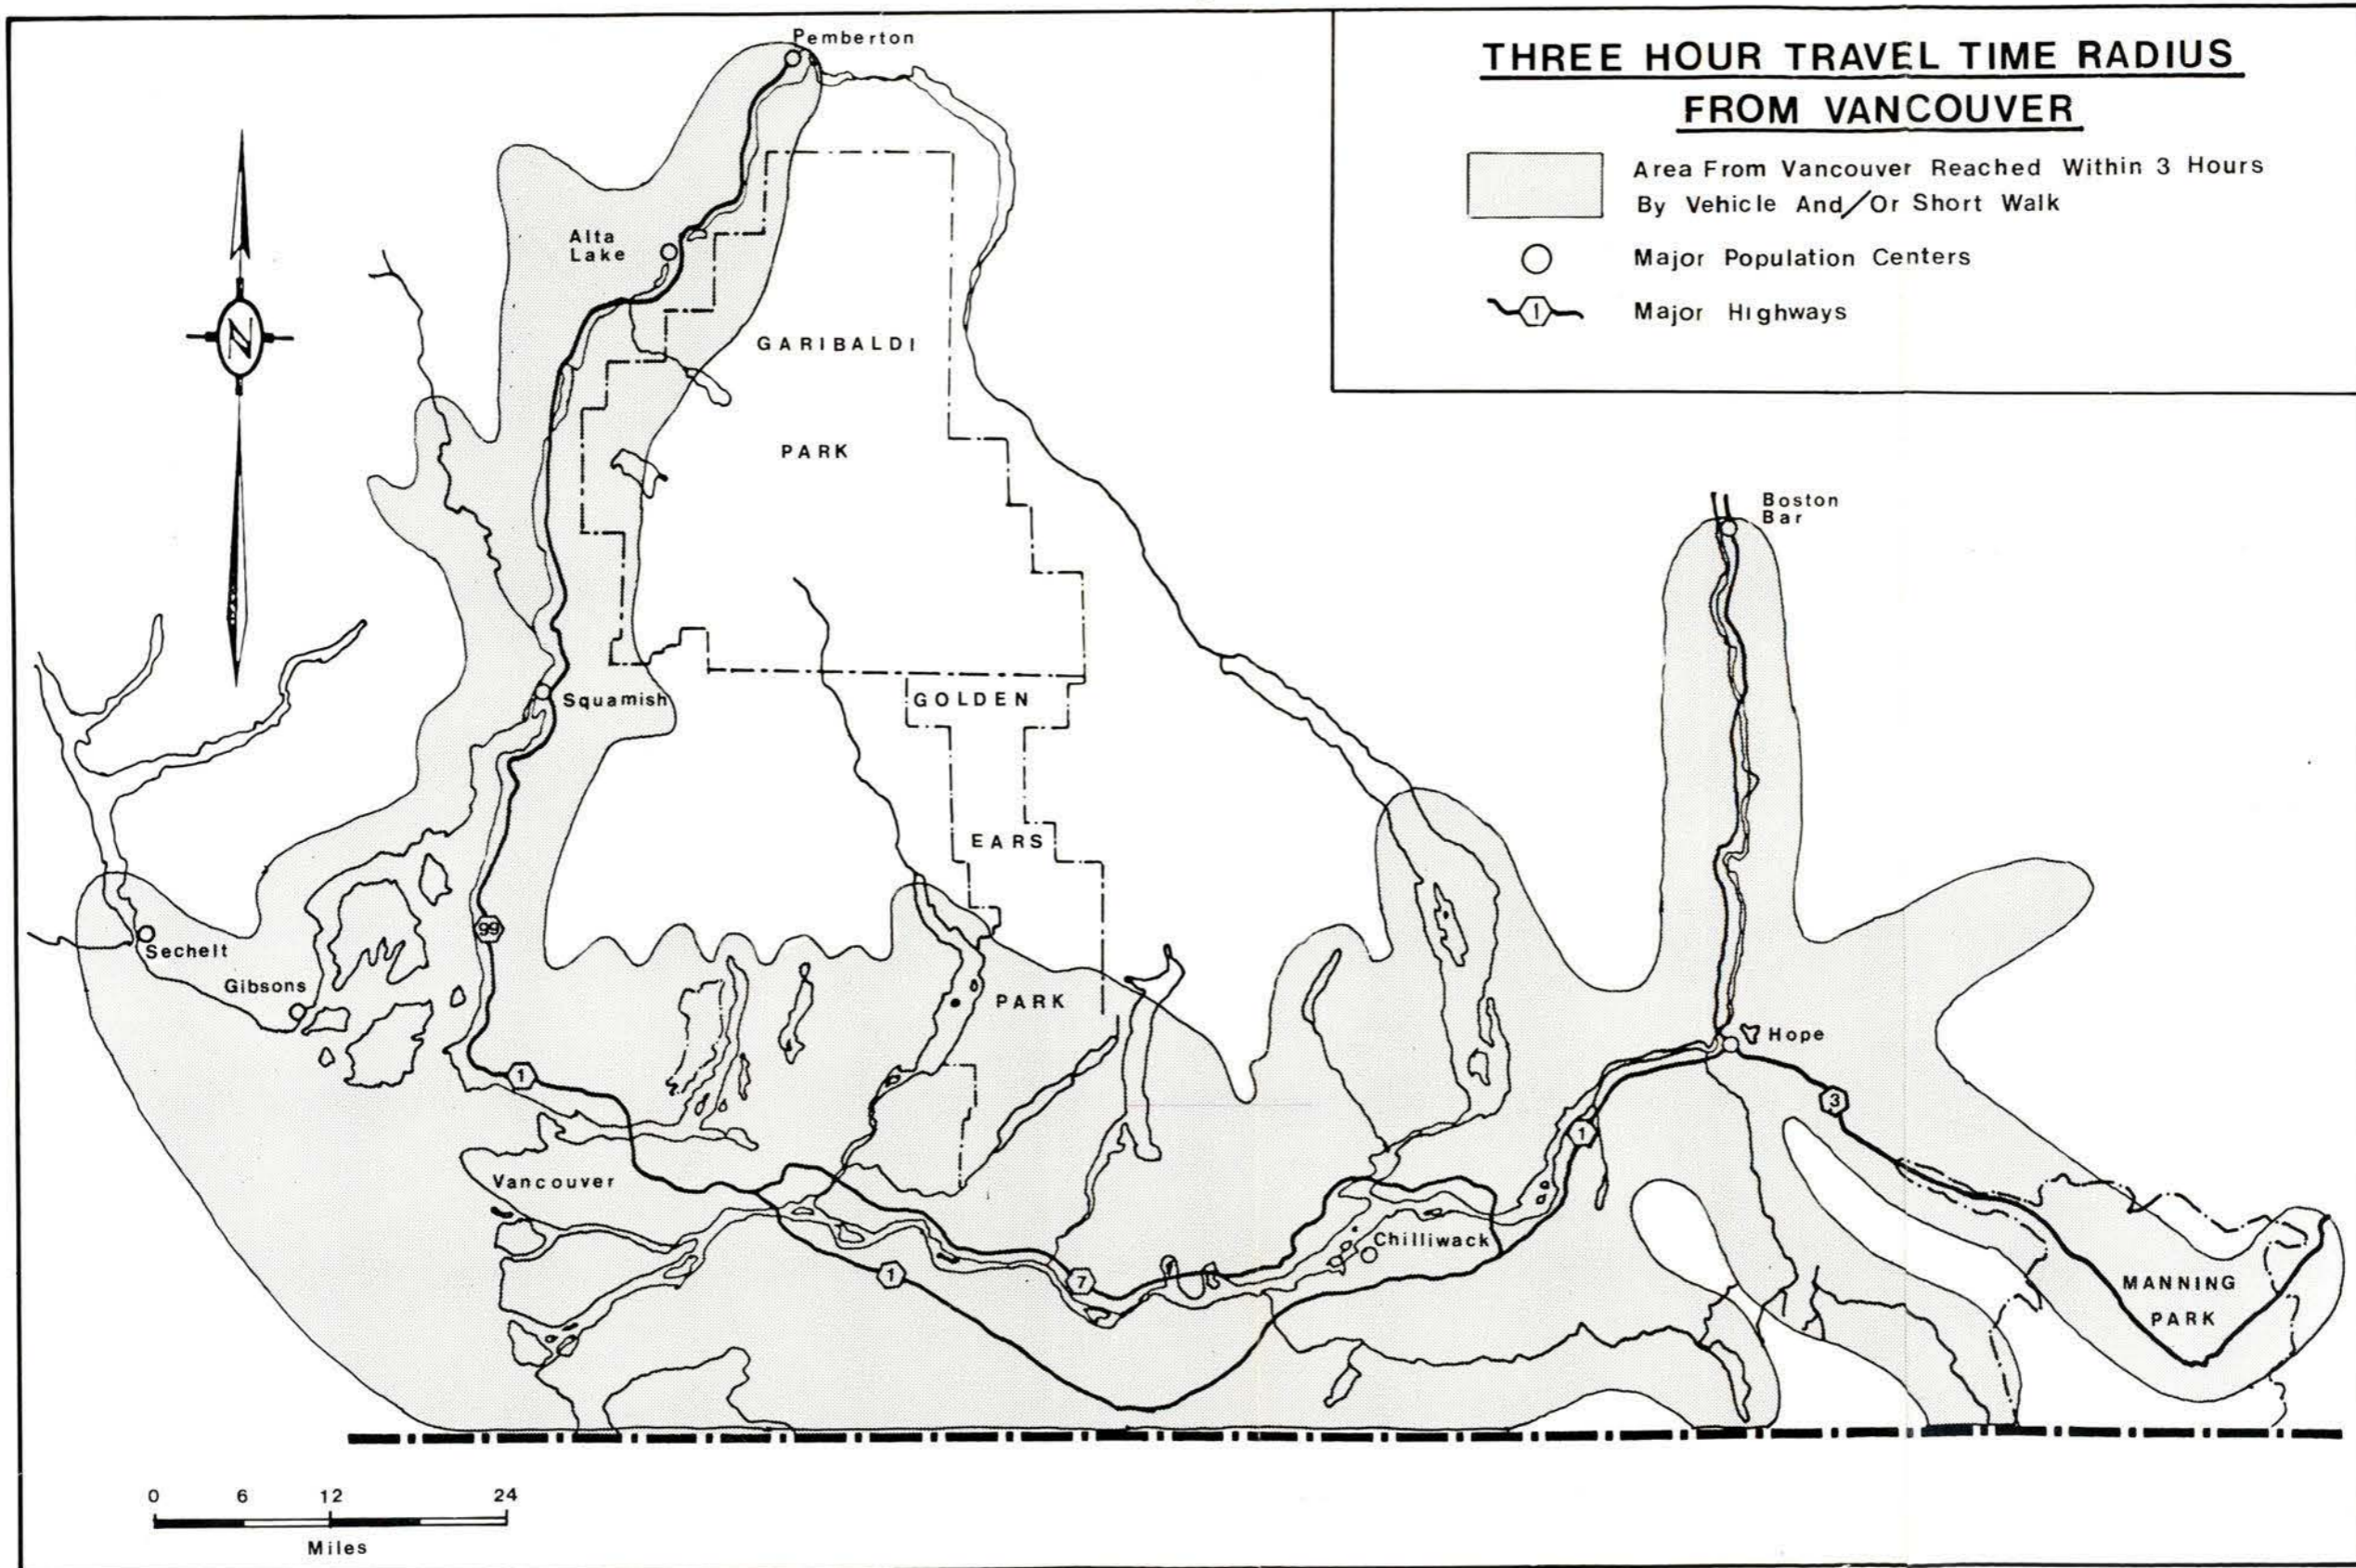 THREE HOUR TRAVEL TIME RADIUS
FROM VANCOUVER
Area From Vancouver Reached Within 3 Hours
By Vehicle And/Or Short Walk
Major Population Centers
1
Major Highways
Pemberton
Alta
Lake
N
GARIBALDI
PARK
Boston
Bar
Squamish
GOLDEN
EARS
PARK
99
Sechelt
Gibsons
Hope
1
3
1
Vancouver
Chilliwack
1
7
MANNING
PARK
0 6 12 24
Miles